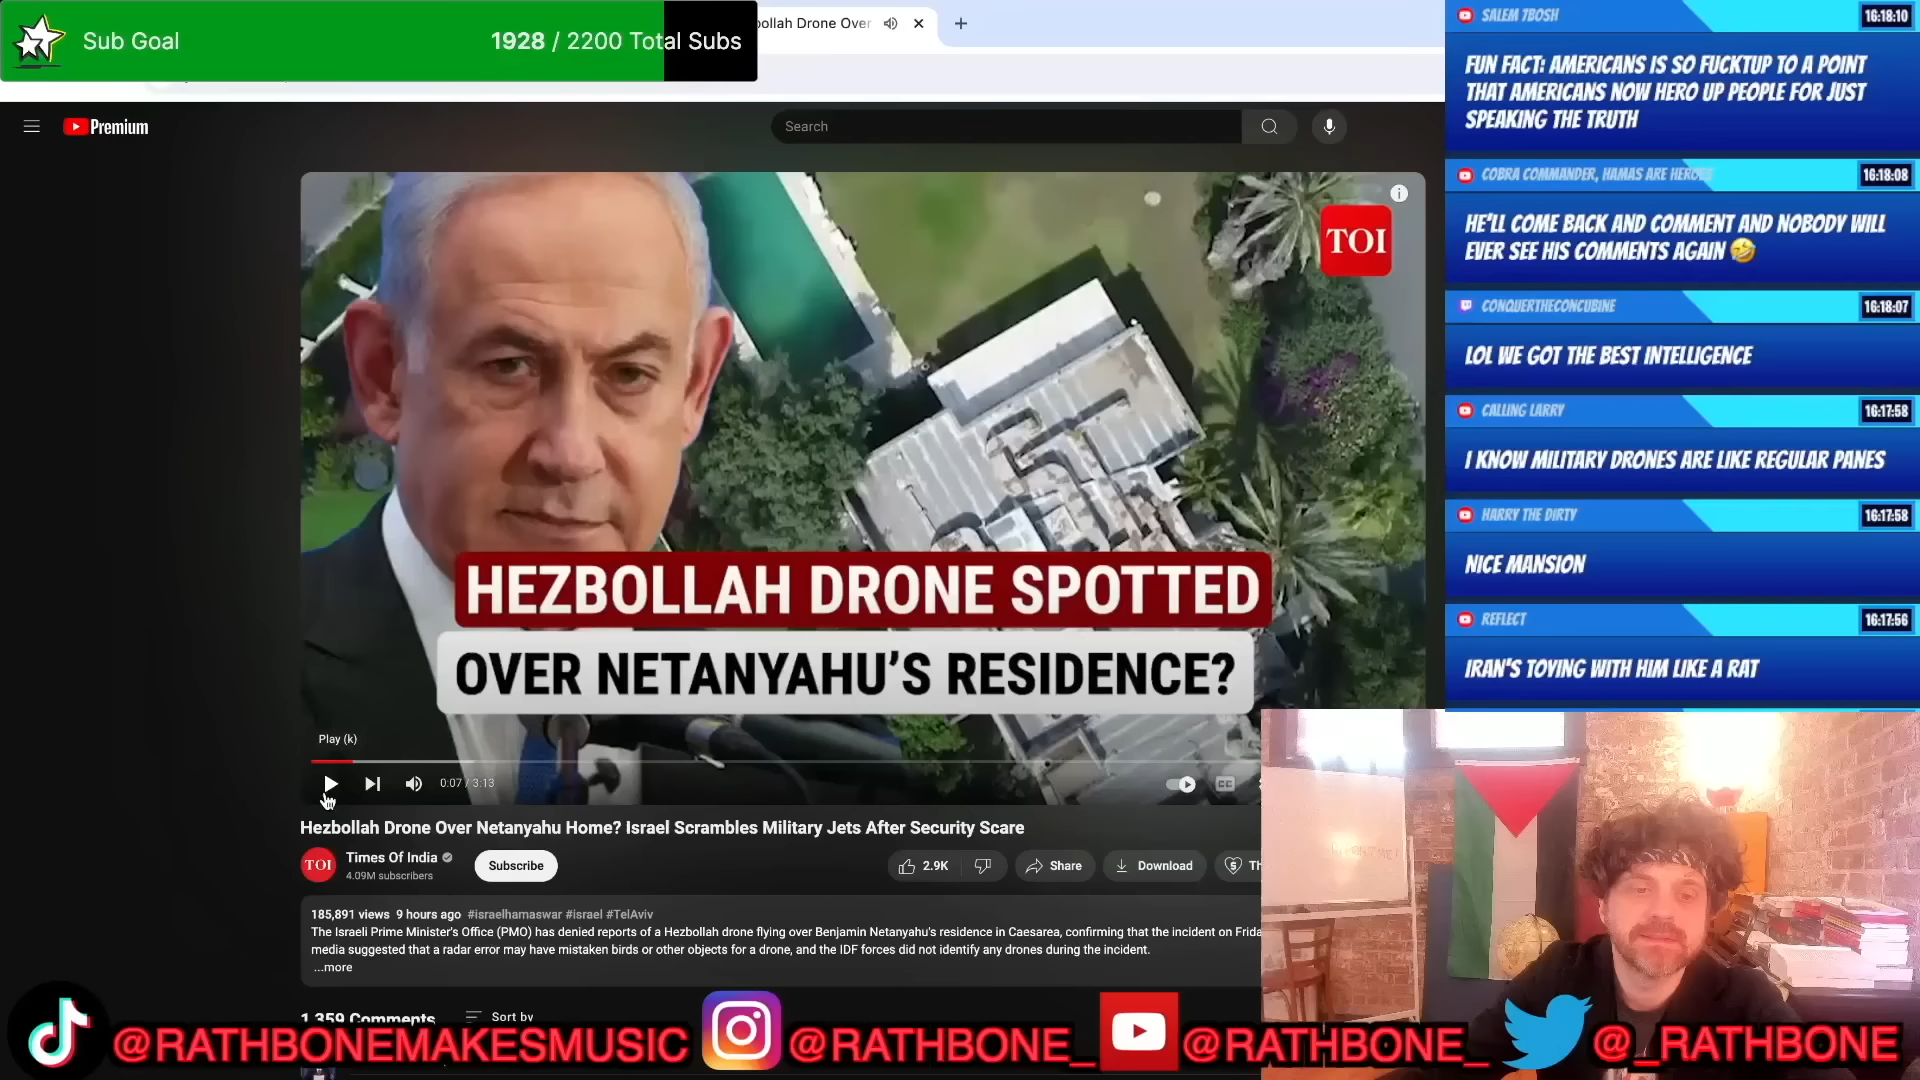 Sub Goal
1928 / 2200 Total Subs
ollah Drone Over
Premium
Search
TOI
HEZBOLLAH DRONE SPOTTED
OVER NETANYAHU'S RESIDENCE?
Play (k)
0:07 / 3:13
CC
Hezbollah Drone Over Netanyahu Home? Israel Scrambles Military Jets After Security Scare
TOI
Times Of India
4.09M subscribers
Subscribe
2.9K
Share
Download
Th
185,891 views 9 hours ago #israelhamaswar #israel #TelAviv
The Israeli Prime Minister's Office (PMO) has denied reports of a Hezbollah drone flying over Benjamin Netanyahu's residence in Caesarea, confirming that the incident on Frida
media suggested that a radar error may have mistaken birds or other objects for a drone, and the IDF forces did not identify any drones during the incident.
...more
1,359 Comments
Sort by
SALEM 7BOSH
16:18:10
FUN FACT: AMERICANS IS SO FUCKTUP TO A POINT
THAT AMERICANS NOW HERO UP PEOPLE FOR JUST
SPEAKING THE TRUTH
COBRA COMMANDER, HAMAS ARE HEROES
16:18:08
HE'LL COME BACK AND COMMENT AND NOBODY WILL
EVER SEE HIS COMMENTS AGAIN 🤣
CONQUERTHECONCUBINE
16:18:07
LOL WE GOT THE BEST INTELLIGENCE
CALLING LARRY
16:17:58
I KNOW MILITARY DRONES ARE LIKE REGULAR PANES
HARRY THE DIRTY
16:17:58
NICE MANSION
REFLECT
16:17:56
IRAN'S TOYING WITH HIM LIKE A RAT
@RATHBONEMAKESMUSIC
@RATHBONE_
@RATHBONE_
@_RATHBONE